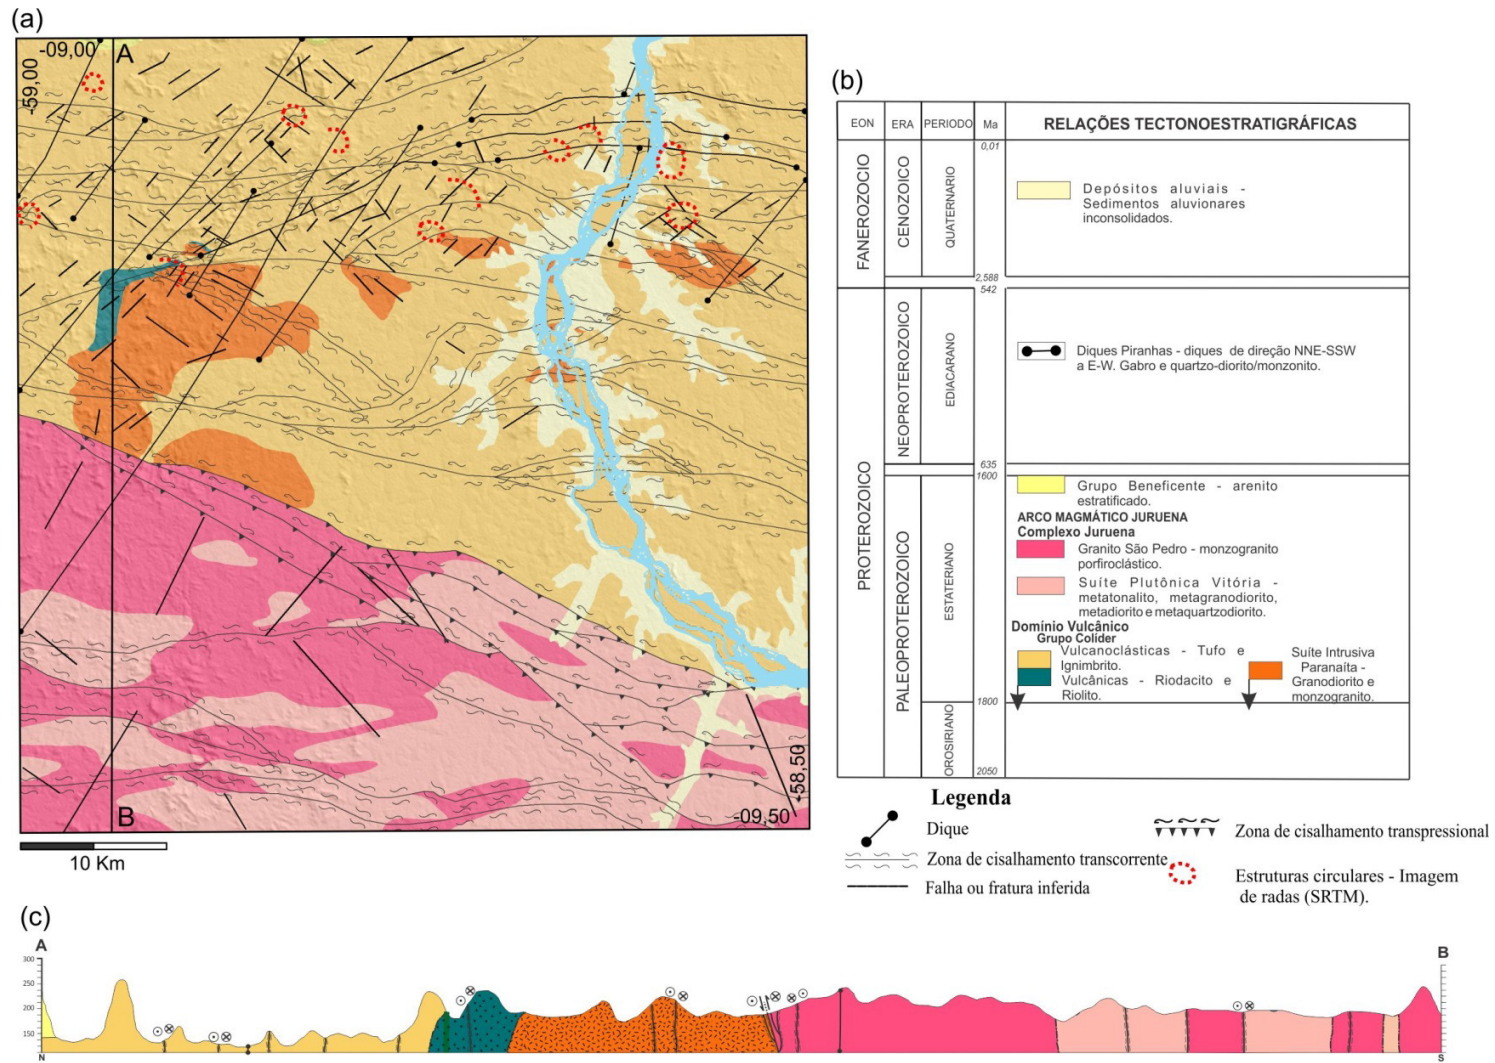 (a)
-09,00
A
-59,00
-58,50
B
-09,50
10 Km
(b)
EON
ERA
PERIODO
Ma
RELAÇÕES TECTONOESTRATIGRÁFICAS
FANEROZOCIO
CENOZOICO
QUATERNARIO
0,01
Depósitos aluviais -
Sedimentos aluvionares
inconsolidados.
2,588
542
PROTEROZOICO
NEOPROTEROZOICO
EDIACARANO
Diques Piranhas - diques de direção NNE-SSW
a E-W. Gabro e quartzo-diorito/monzonito.
635
1600
PALEOPROTEROZOICO
ESTATERIANO
Grupo Beneficente - arenito
estratificado.
ARCO MAGMÁTICO JURUENA
Complexo Juruena
Granito São Pedro - monzogranito
porfiroclástico.
Suíte Plutônica Vitória -
metatonalito, metagranodiorito,
metadiorito e metaquartzodiorito.
Domínio Vulcânico
Grupo Colíder
Vulcanoclásticas - Tufo e
Ignimbrito.
Vulcânicas - Riodacito e
Riolito.
Suíte Intrusiva
Paranaíta -
Granodiorito e
monzogranito.
1800
OROSIRIANO
2050
Legenda
Dique
Zona de cisalhamento transcorrente
Falha ou fratura inferida
Zona de cisalhamento transpressional
Estruturas circulares - Imagem
de radas (SRTM).
(c)
A
300
250
200
150
N
B
S